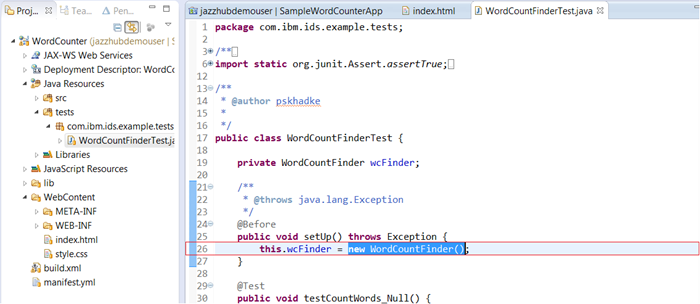 Proj...
Pen...
WordCounter (jazzhubdemouser |
JAX-WS Web Services
Deployment Descriptor: WordCo
Java Resources
src
tests
com.ibm.ids.example.tests
WordCountFinderTest.ja
Libraries
JavaScript Resources
lib
WebContent
META-INF
WEB-INF
index.html
style.css
build.xml
manifest.yml
jazzhubdemouser | SampleWordCounterApp
index.html
WordCountFinderTest.java
1 package com.ibm.ids.example.tests;
2
3 /**
6 import static org.junit.Assert.assertTrue;
12
13 /**
14 * @author pskhadke
15 *
16 */
17 public class WordCountFinderTest {
18
19 private WordCountFinder wcFinder;
20
21 /**
22 * @throws java.lang.Exception
23 */
24 @Before
25 public void setUp() throws Exception {
26 this.wcFinder = new WordCountFinder();
27 }
28
29 @Test
30 public void testCountWords_Null() {